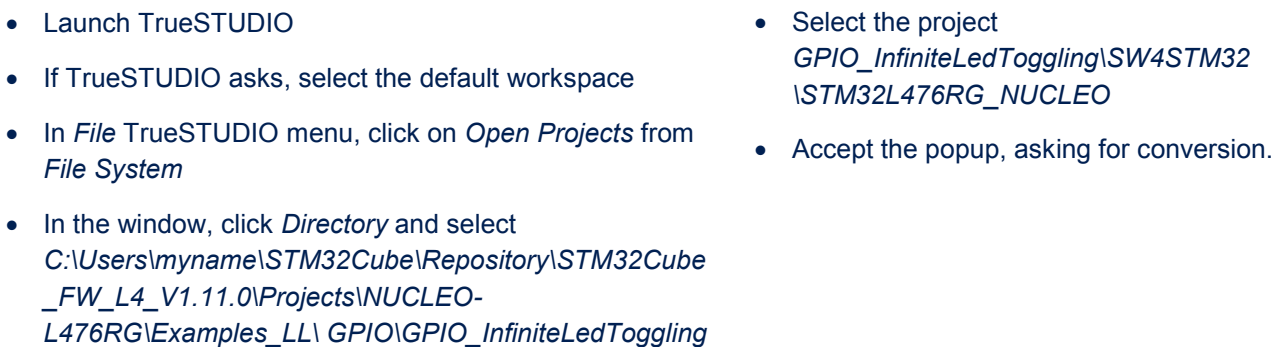 • Launch TrueSTUDIO
• If TrueSTUDIO asks, select the default workspace
• In File TrueSTUDIO menu, click on Open Projects from
File System
• In the window, click Directory and select
C:\Users\myname\STM32Cube\Repository\STM32Cube
_FW_L4_V1.11.0\Projects\NUCLEO-
L476RG\Examples_LL\ GPIO\GPIO_InfiniteLedToggling
• Select the project
GPIO_InfiniteLedToggling\SW4STM32
\STM32L476RG_NUCLEO
• Accept the popup, asking for conversion.